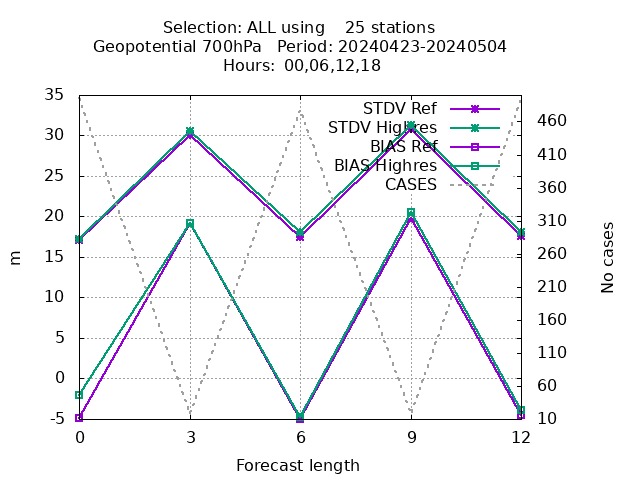 Selection: ALL using    25 stations
Geopotential 700hPa   Period: 20240423-20240504
Hours: 00,06,12,18
STDV Ref
STDV Highres
BIAS Ref
BIAS Highres
CASES
35
30
25
20
15
10
5
0
-5
m
460
410
360
310
260
210
160
110
60
10
No cases
0 3 6 9 12
Forecast length